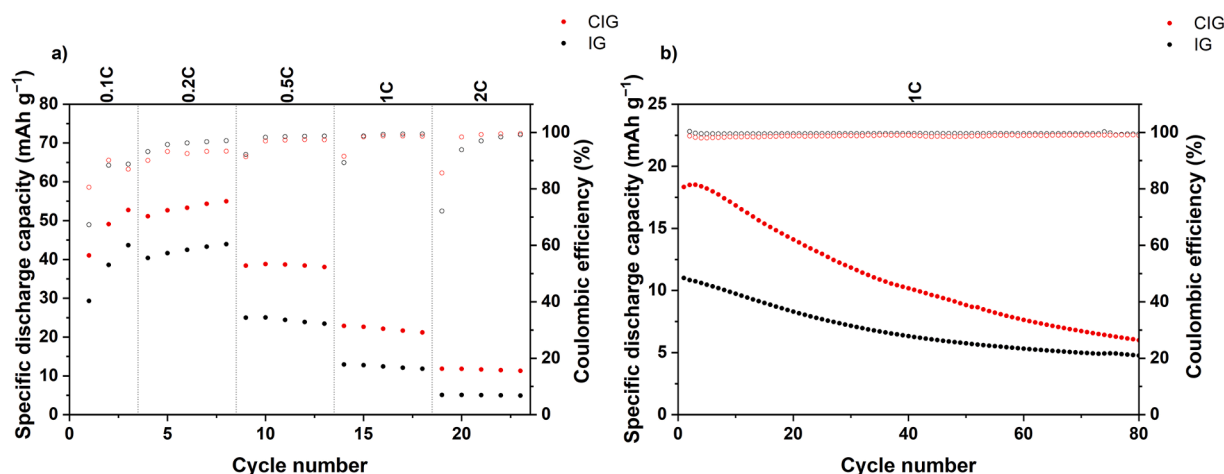 CIG
IG
a)
0.1C
0.2C
0.5C
1C
2C
80
70
60
50
40
30
20
10
0
Specific discharge capacity (mAh g−1)
100
80
60
40
20
0
Coulombic efficiency (%)
0
5
10
15
20
Cycle number
CIG
IG
b)
1C
25
20
15
10
5
0
Specific discharge capacity (mAh g−1)
100
80
60
40
20
0
Coulombic efficiency (%)
0
20
40
60
80
Cycle number